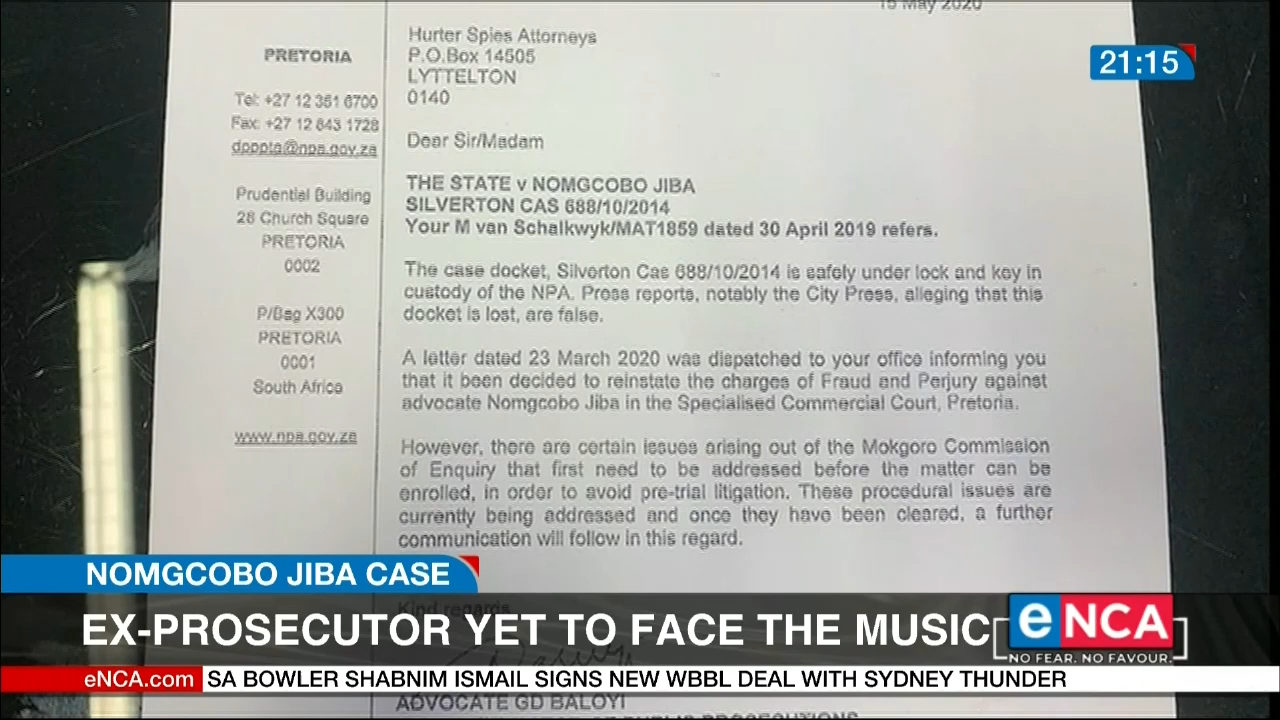 15 May 2020
Hurter Spies Attorneys
P.O.Box 14505
LYTTELTON
0140
PRETORIA
Tel: +27 12 351 6700
Fax: +27 12 843 1728
dpppta@npa.gov.za
Prudential Building
28 Church Square
PRETORIA
0002
P/Bag X300
PRETORIA
0001
South Africa
www.npa.gov.za
Dear Sir/Madam
THE STATE v NOMGCOBO JIBA
SILVERTON CAS 688/10/2014
Your M van Schalkwyk/MAT1859 dated 30 April 2019 refers.
The case docket, Silverton Cas 688/10/2014 is safely under lock and key in
custody of the NPA. Press reports, notably the City Press, alleging that this
docket is lost, are false.
A letter dated 23 March 2020 was dispatched to your office informing you
that it been decided to reinstate the charges of Fraud and Perjury against
advocate Nomgcobo Jiba in the Specialised Commercial Court, Pretoria.
However, there are certain issues arising out of the Mokgoro Commission
of Enquiry that first need to be addressed before the matter can be
enrolled, in order to avoid pre-trial litigation. These procedural issues are
currently being addressed and once they have been cleared, a further
communication will follow in this regard.
Kind regards
ADVOCATE GD BALOYI
21:15
NOMGCOBO JIBA CASE
EX-PROSECUTOR YET TO FACE THE MUSIC
eNCA
NO FEAR. NO FAVOUR.
eNCA.com SA BOWLER SHABNIM ISMAIL SIGNS NEW WBBL DEAL WITH SYDNEY THUNDER